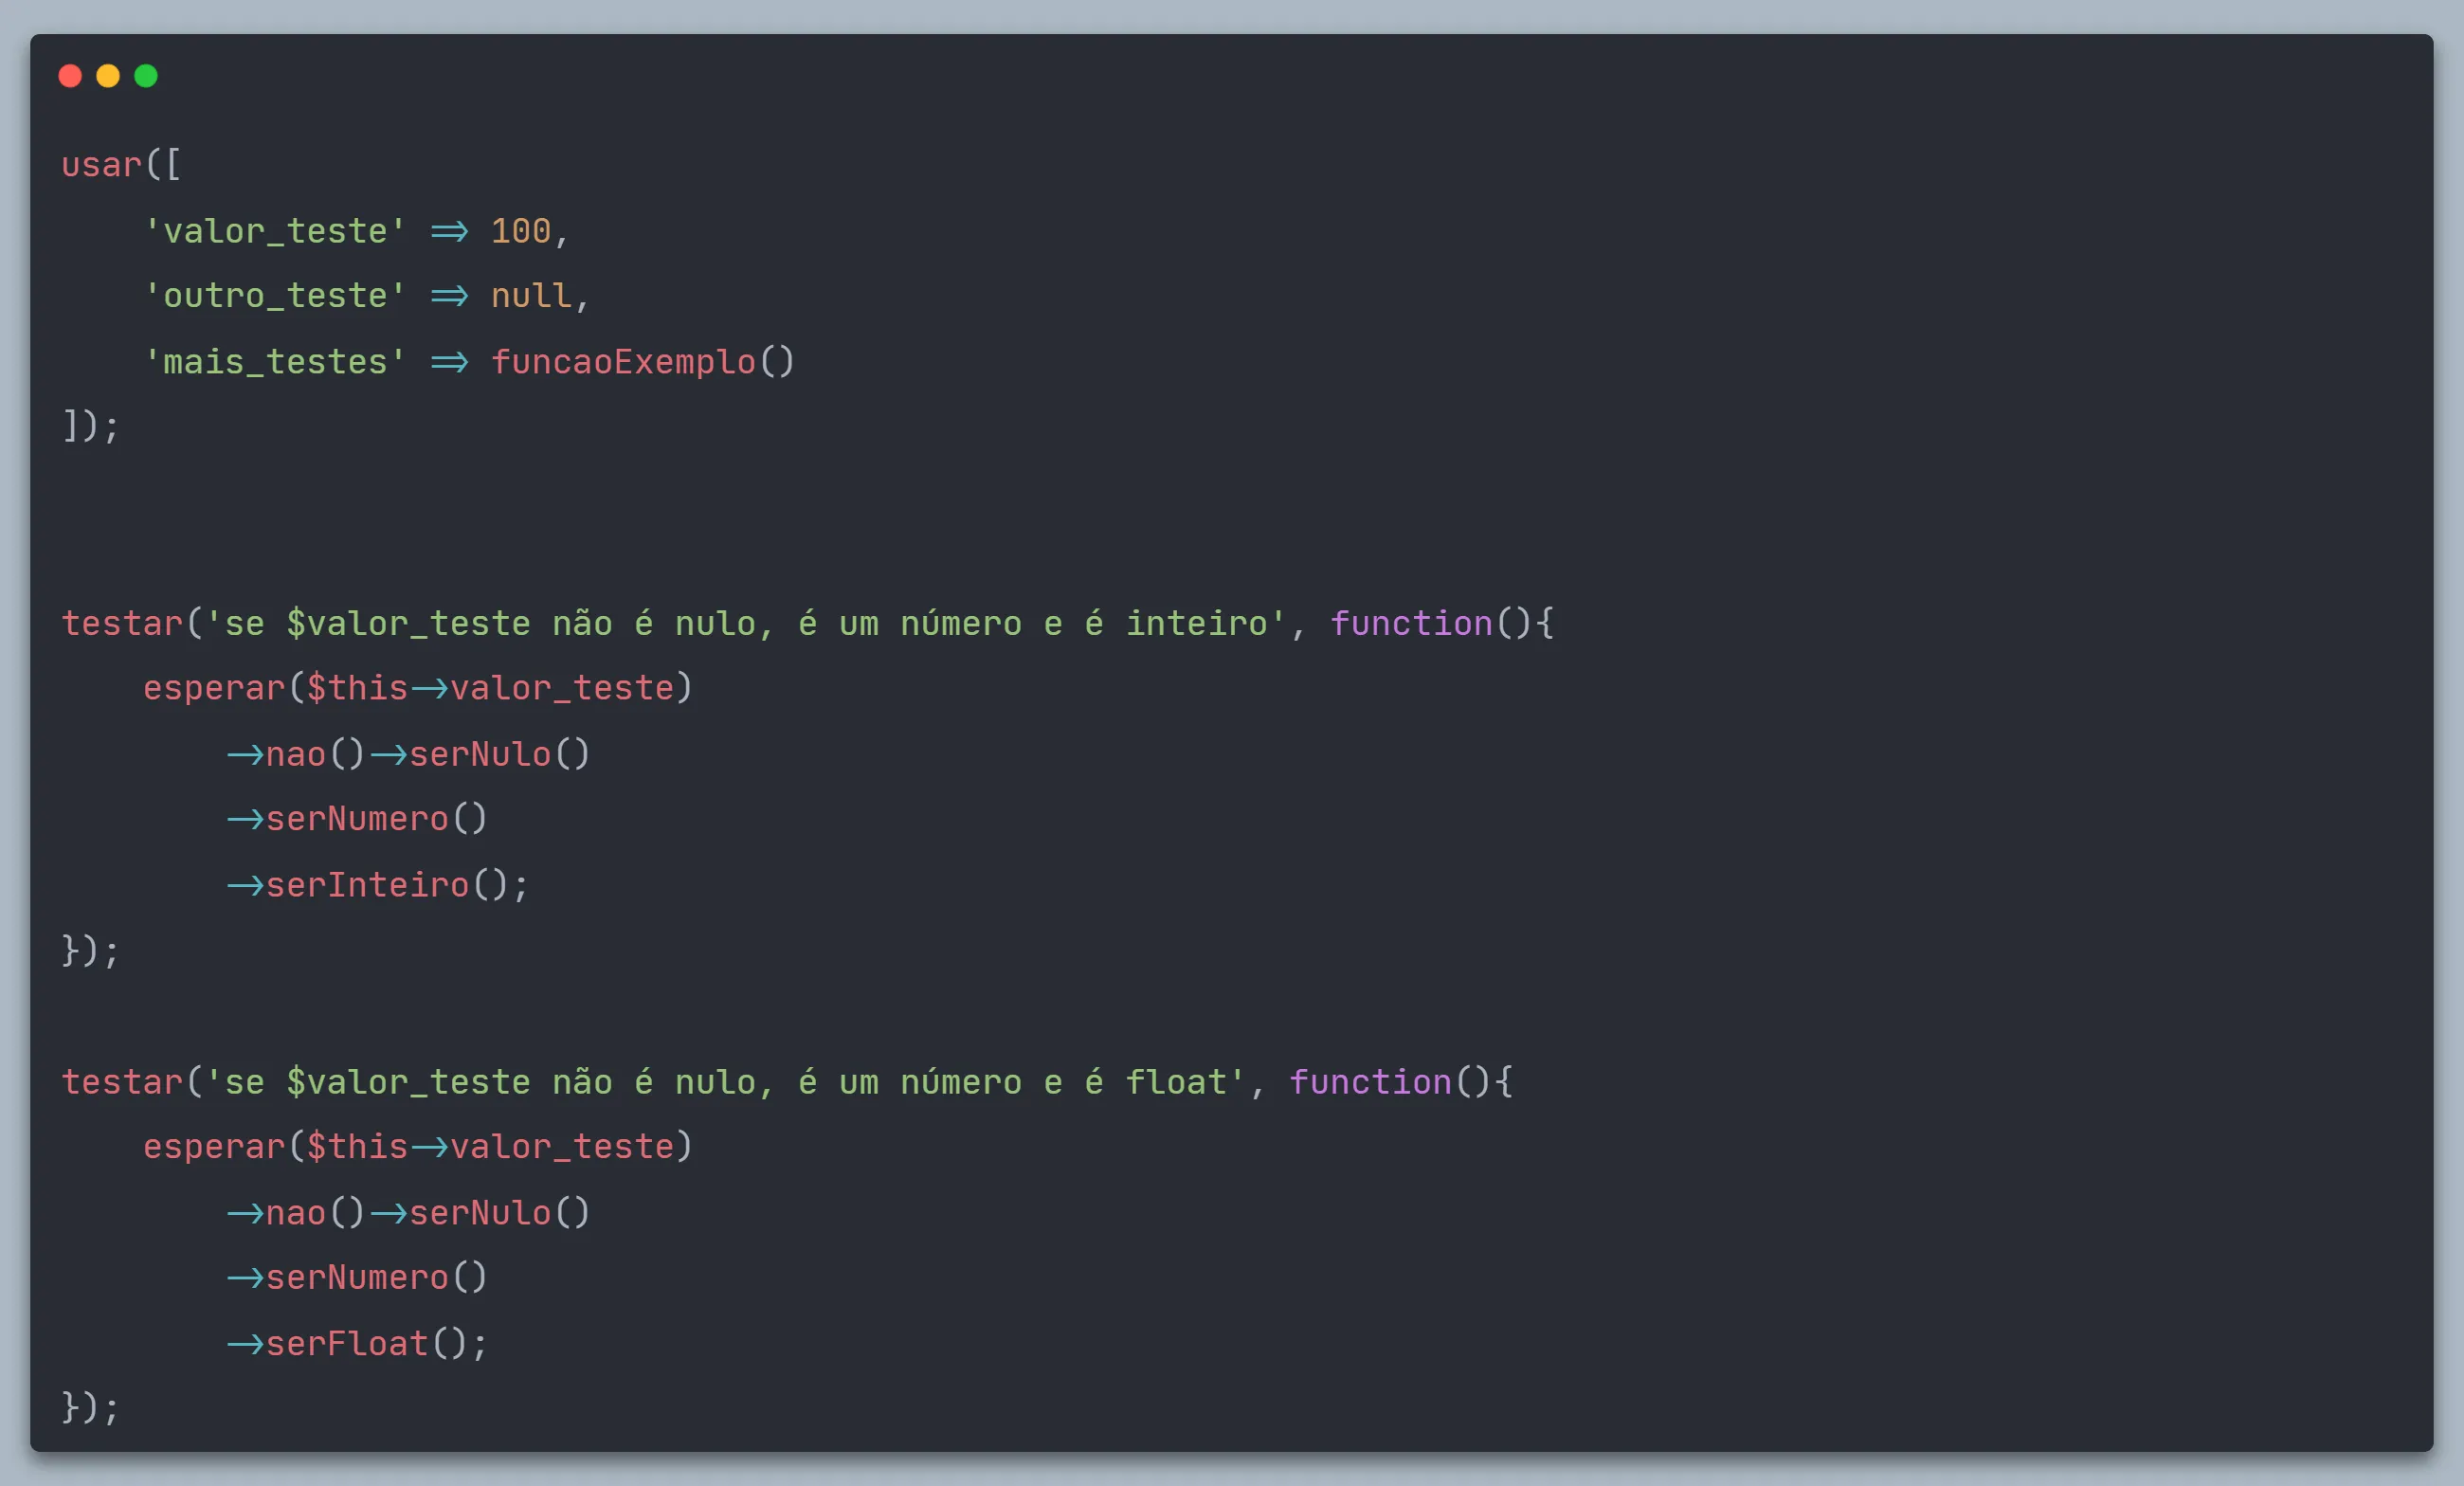 usar([
    'valor_teste' => 100,
    'outro_teste' => null,
    'mais_testes' => funcaoExemplo()
]);
testar('se $valor_teste não é nulo, é um número e é inteiro', function(){
    esperar($this->valor_teste)
        ->nao()->serNulo()
        ->serNumero()
        ->serInteiro();
});
testar('se $valor_teste não é nulo, é um número e é float', function(){
    esperar($this->valor_teste)
        ->nao()->serNulo()
        ->serNumero()
        ->serFloat();
});